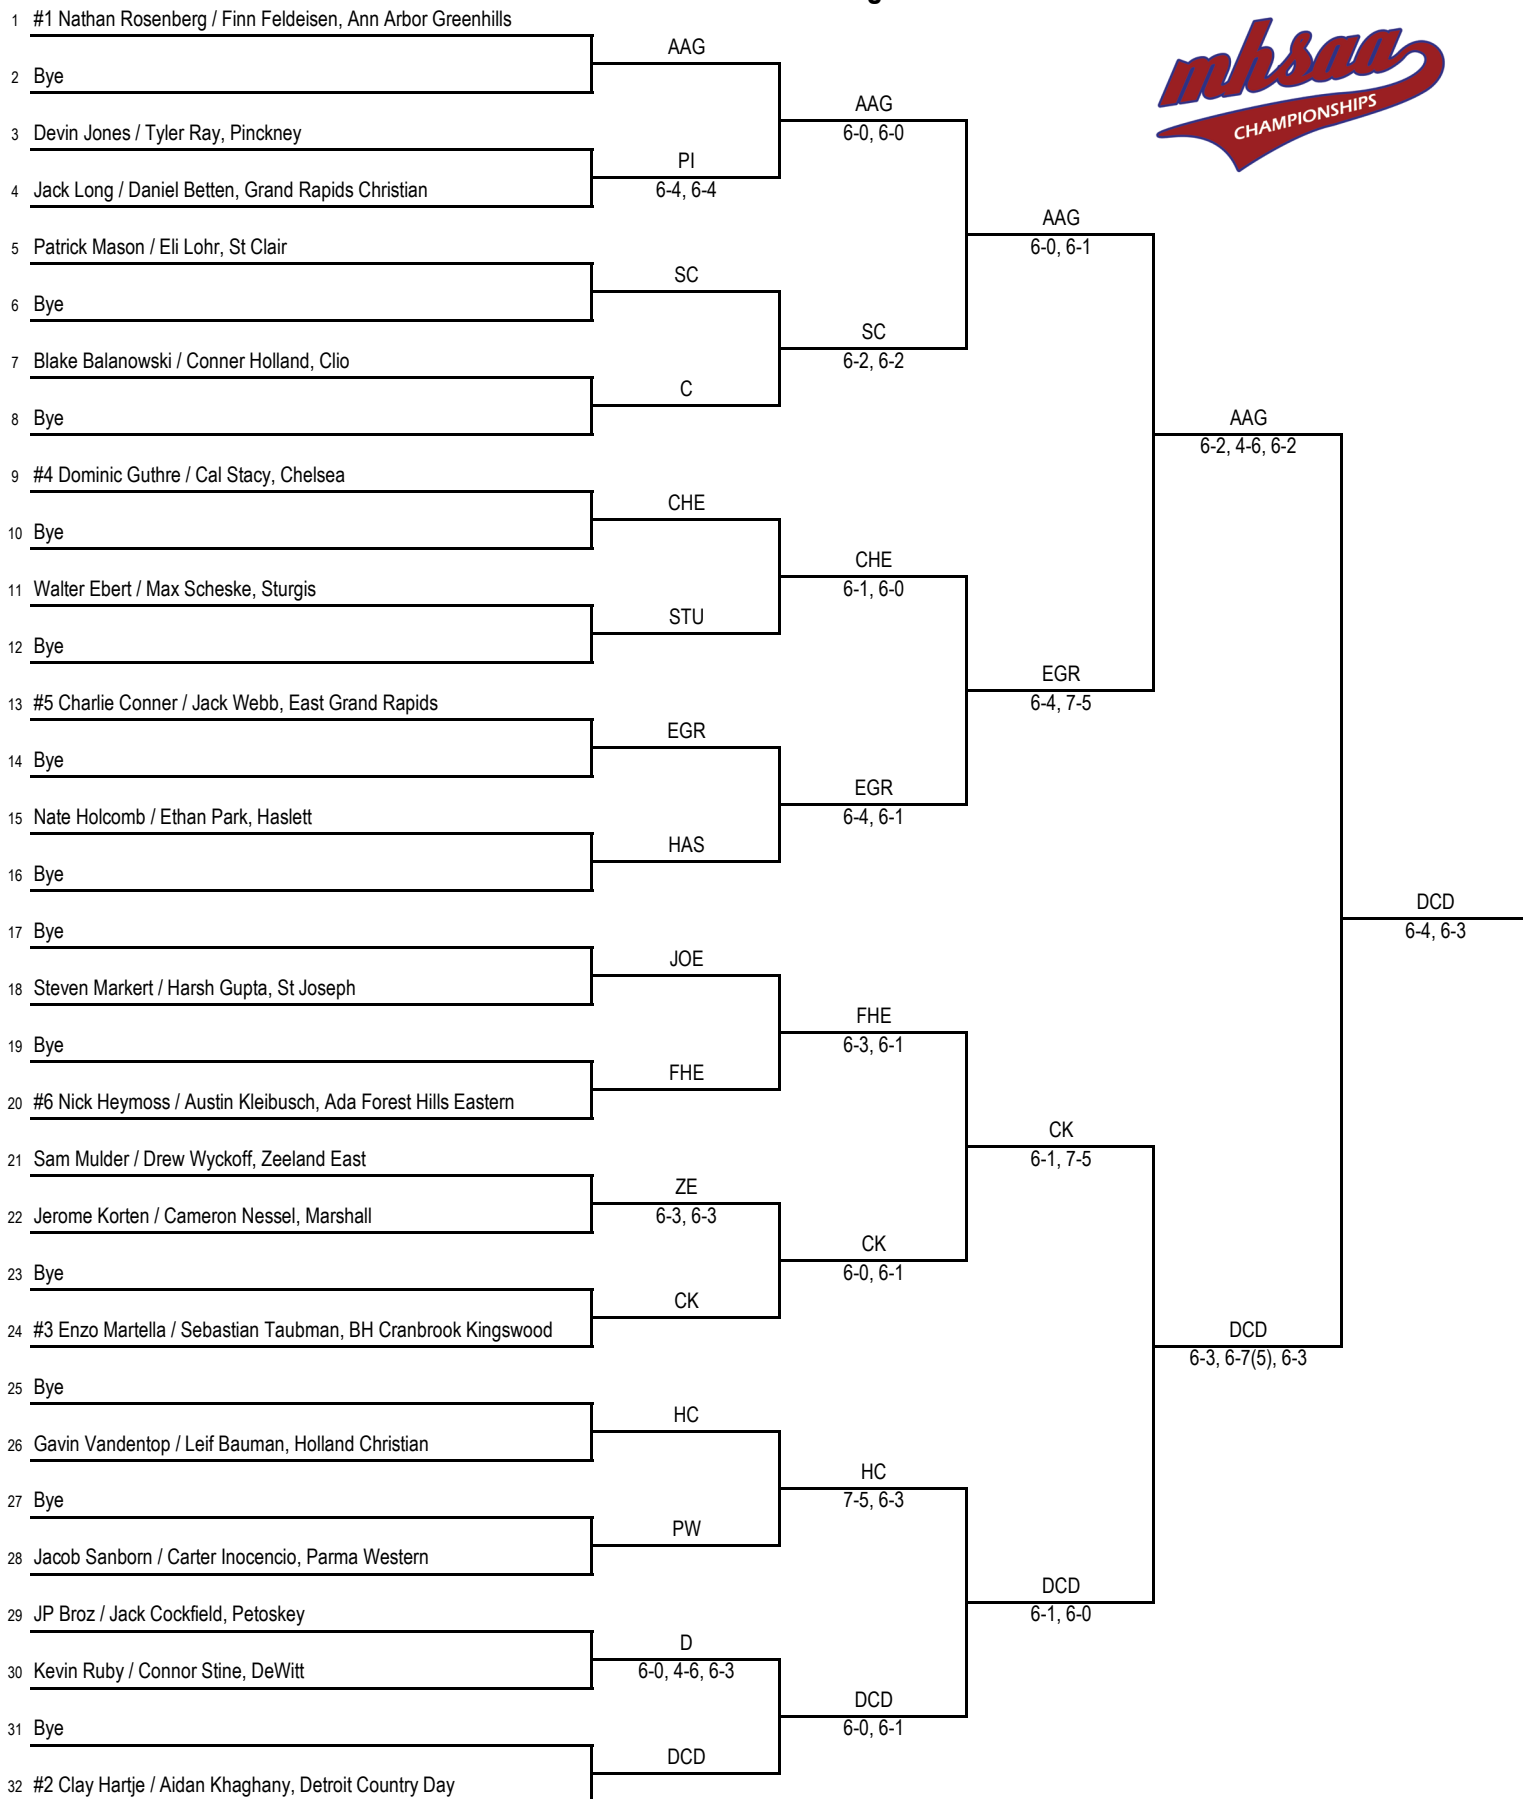 1 #1 Nathan Rosenberg / Finn Feldeisen, Ann Arbor Greenhills
AAG
2 Bye
AAG
6-0, 6-0
3 Devin Jones / Tyler Ray, Pinckney
PI
6-4, 6-4
4 Jack Long / Daniel Betten, Grand Rapids Christian
AAG
6-0, 6-1
5 Patrick Mason / Eli Lohr, St Clair
SC
6 Bye
SC
6-2, 6-2
7 Blake Balanowski / Conner Holland, Clio
C
8 Bye
AAG
6-2, 4-6, 6-2
9 #4 Dominic Guthre / Cal Stacy, Chelsea
CHE
10 Bye
CHE
6-1, 6-0
11 Walter Ebert / Max Scheske, Sturgis
STU
12 Bye
EGR
6-4, 7-5
13 #5 Charlie Conner / Jack Webb, East Grand Rapids
EGR
14 Bye
EGR
6-4, 6-1
15 Nate Holcomb / Ethan Park, Haslett
HAS
16 Bye
DCD
6-4, 6-3
17 Bye
JOE
18 Steven Markert / Harsh Gupta, St Joseph
FHE
6-3, 6-1
19 Bye
FHE
20 #6 Nick Heymoss / Austin Kleibusch, Ada Forest Hills Eastern
CK
6-1, 7-5
21 Sam Mulder / Drew Wyckoff, Zeeland East
ZE
6-3, 6-3
22 Jerome Korten / Cameron Nessel, Marshall
CK
6-0, 6-1
23 Bye
CK
24 #3 Enzo Martella / Sebastian Taubman, BH Cranbrook Kingswood
DCD
6-3, 6-7(5), 6-3
25 Bye
HC
26 Gavin Vandentop / Leif Bauman, Holland Christian
HC
7-5, 6-3
27 Bye
PW
28 Jacob Sanborn / Carter Inocencio, Parma Western
DCD
6-1, 6-0
29 JP Broz / Jack Cockfield, Petoskey
D
6-0, 4-6, 6-3
30 Kevin Ruby / Connor Stine, DeWitt
DCD
6-0, 6-1
31 Bye
DCD
32 #2 Clay Hartje / Aidan Khaghany, Detroit Country Day
mhsaa
CHAMPIONSHIPS